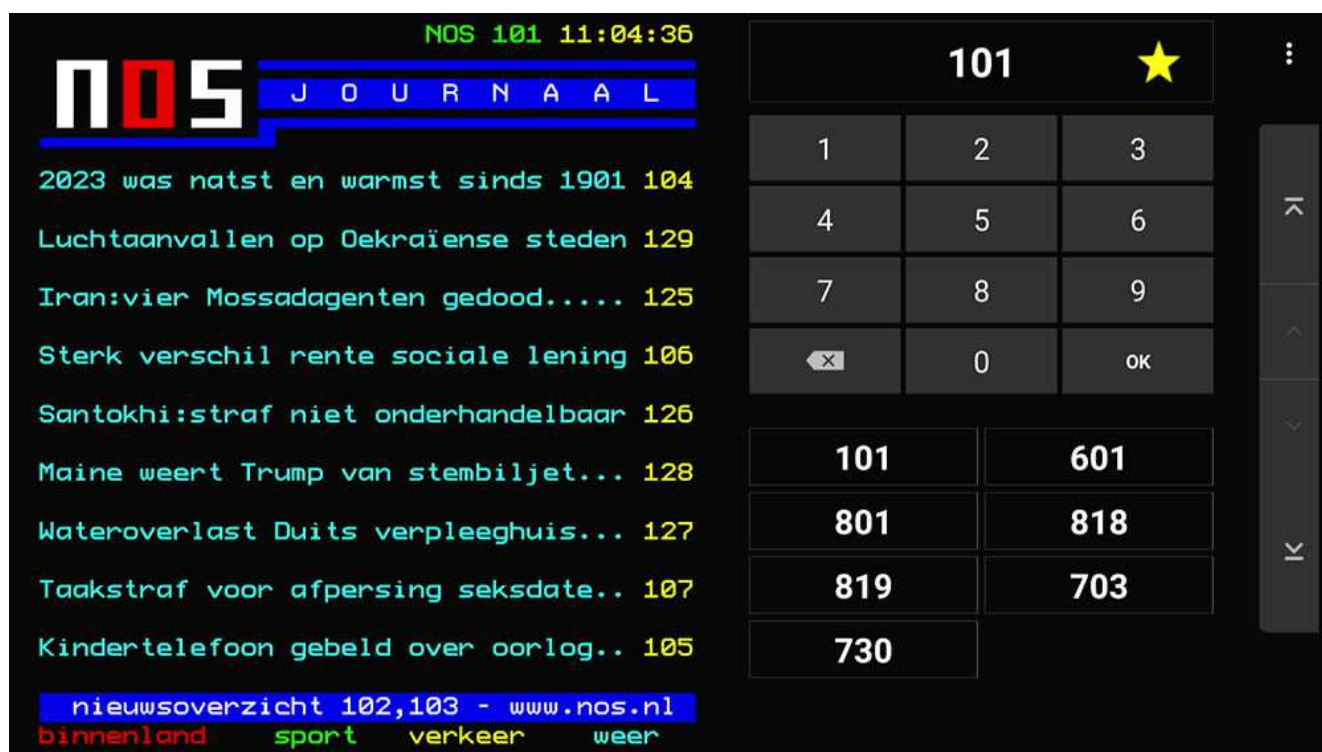 NOS 101 11:04:36
nos
J O U R N A A L
2023 was natst en warmst sinds 1901 104
Luchtaanvallen op Oekraïense steden 129
Iran:vier Mossadagenten gedood..... 125
Sterk verschil rente sociale lening 106
Santokhi:straf niet onderhandelbaar 126
Maine weert Trump van stembiljet... 128
Wateroverlast Duits verpleeghuis... 127
Taakstraf voor afpersing seksdate.. 107
Kindertelefoon gebeld over oorlog.. 105
nieuwsoverzicht 102,103 - www.nos.nl
binnenland sport verkeer weer
101
1 2 3
4 5 6
7 8 9
0 OK
101 601
801 818
819 703
730